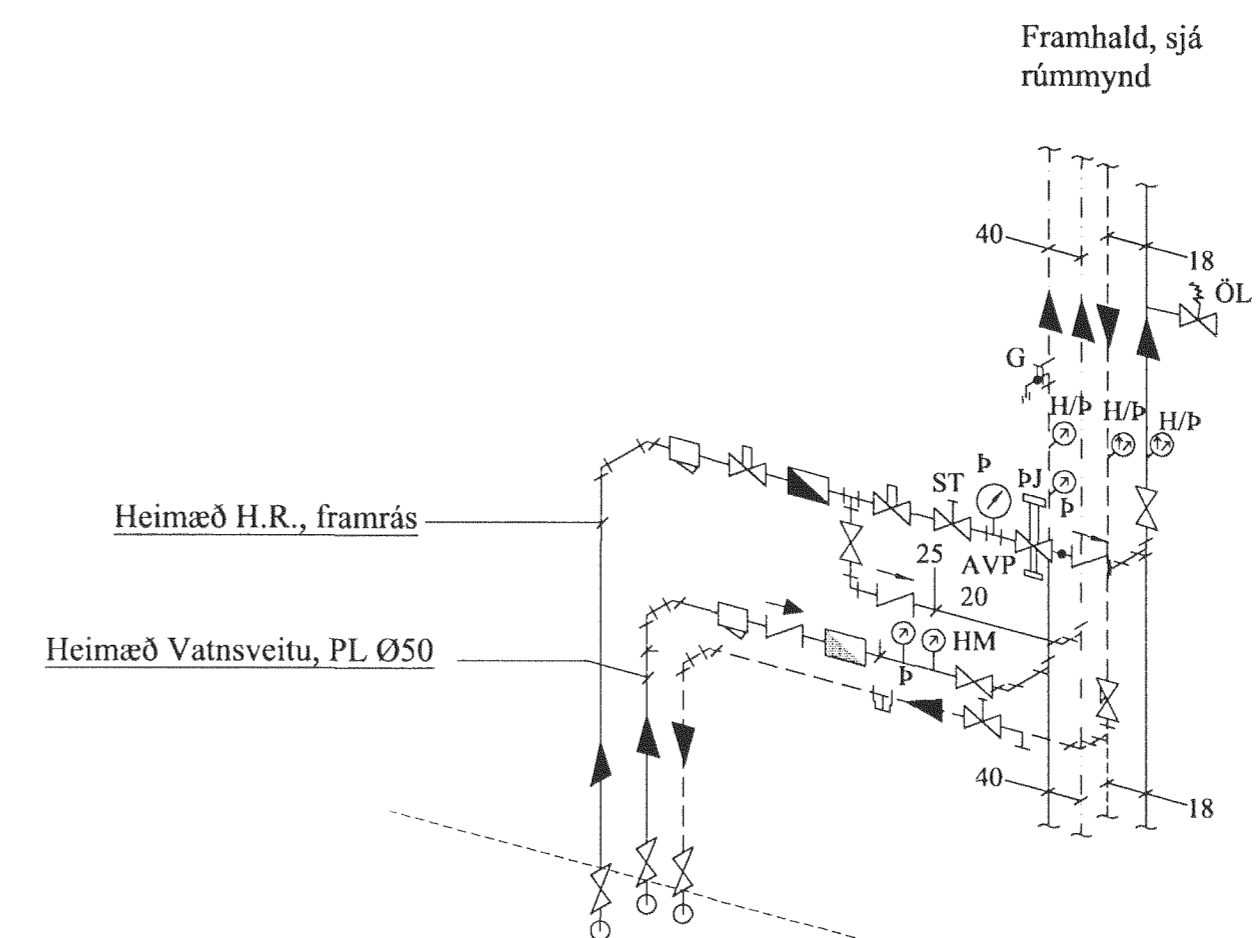 Framhald, sjá
rúmmynd
40
18
ÖL
G
H/Þ
H/Þ
H/Þ
Þ
ST
ÞJ
Þ
Heimæð H.R., framrás
25
AVP
20
HM
Heimæð Vatnsveitu, PL Ø50
Þ
40
18